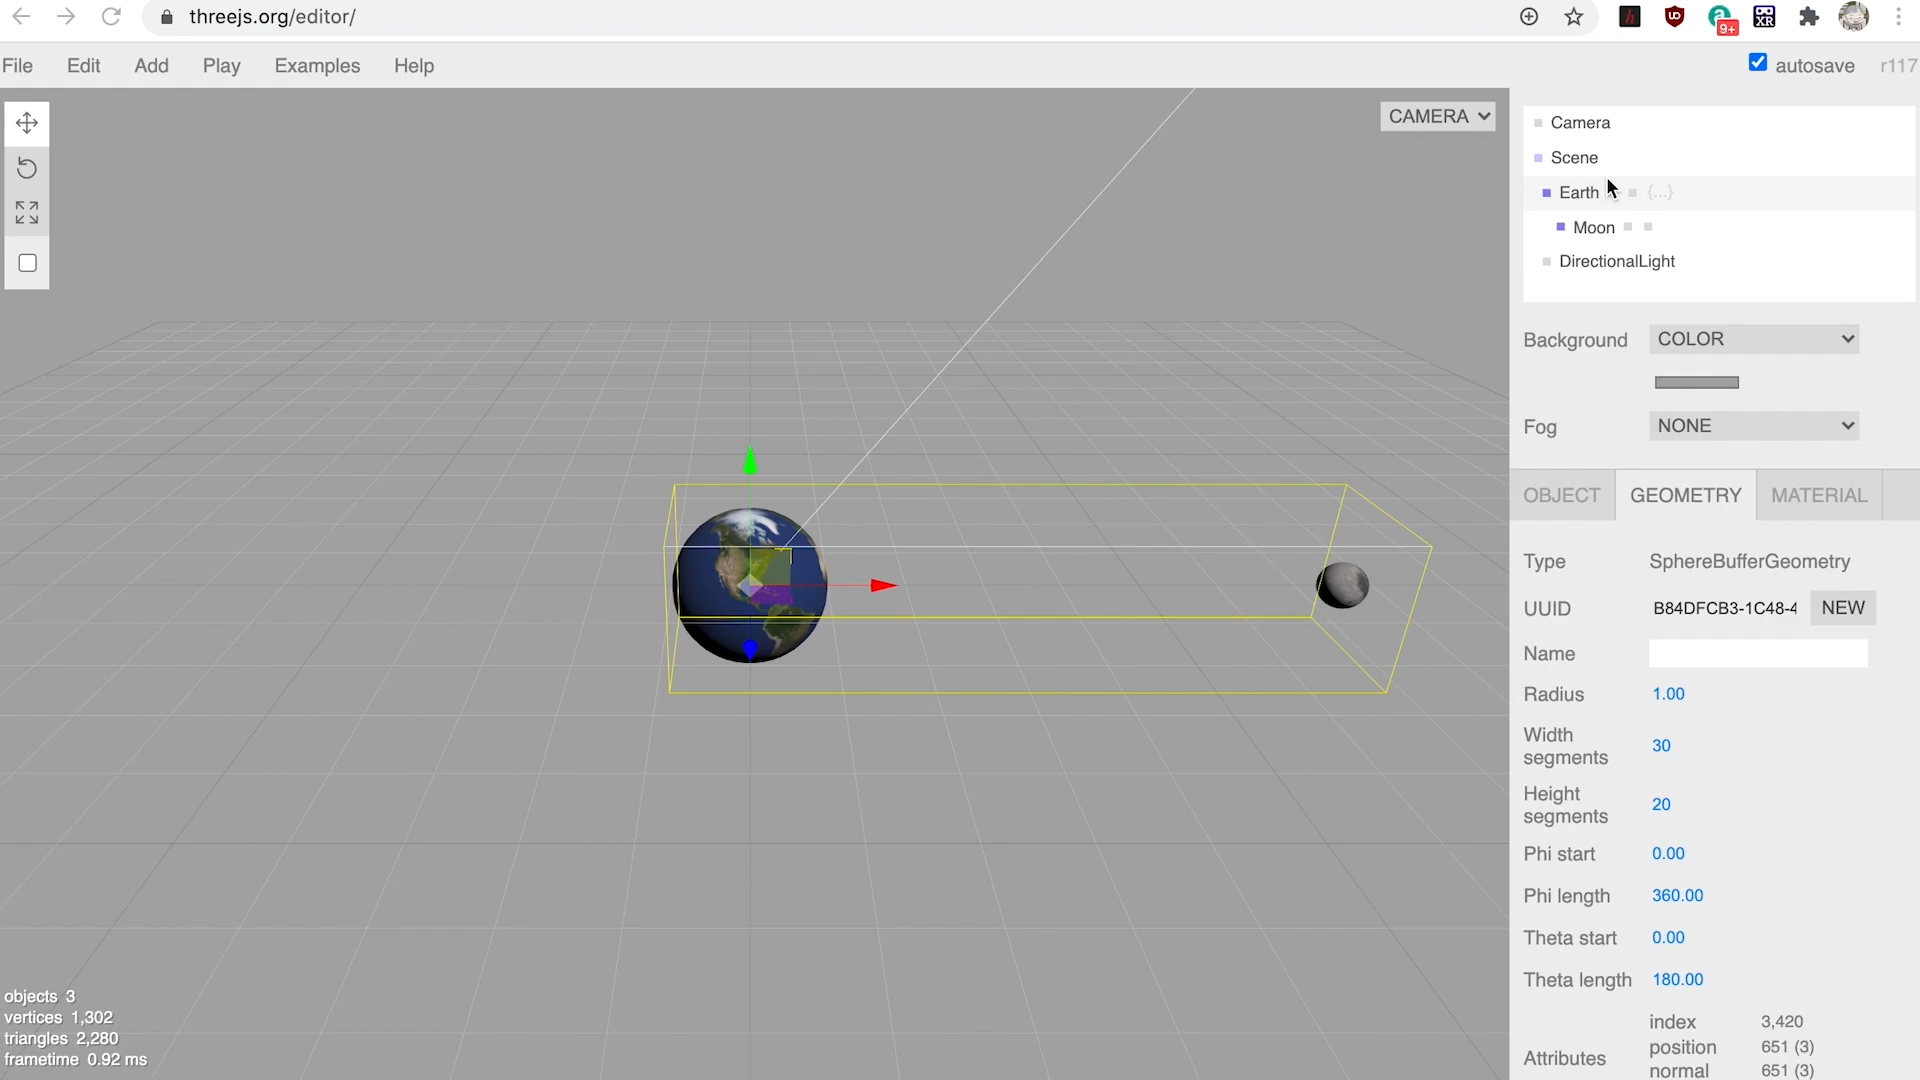 threejs.org/editor/
9+
XR
File Edit Add Play Examples Help
autosave r117
CAMERA
Camera
Scene
Earth {...}
Moon
DirectionalLight
Background COLOR
Fog NONE
OBJECT GEOMETRY MATERIAL
Type SphereBufferGeometry
UUID B84DFCB3-1C48-4 NEW
Name
Radius 1.00
Width segments 30
Height segments 20
Phi start 0.00
Phi length 360.00
Theta start 0.00
Theta length 180.00
Attributes
index 3,420
position 651 (3)
normal 651 (3)
objects 3
vertices 1,302
triangles 2,280
frametime 0.92 ms